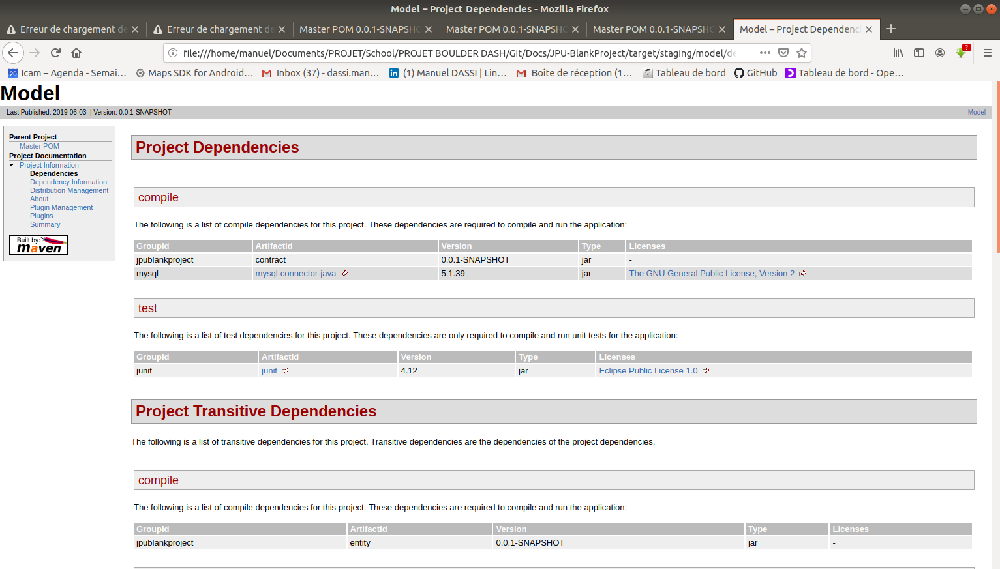 Model – Project Dependencies - Mozilla Firefox
Erreur de chargement de
Erreur de chargement de
Master POM 0.0.1-SNAPSHO
Master POM 0.0.1-SNAPSHO
Master POM 0.0.1-SNAPSHO
Model – Project Dependenc
file:///home/manuel/Documents/PROJET/School/PROJET BOULDER DASH/Git/Docs/JPU-BlankProject/target/staging/model/de
?
20
Icam – Agenda - Semai…
Maps SDK for Android…
Inbox (37) - dassi.man…
(1) Manuel DASSI | Lin…
Boîte de réception (1…
Tableau de bord
GitHub
Tableau de bord - Ope…
Model
Last Published: 2019-06-03 | Version: 0.0.1-SNAPSHOT
Model
Parent Project
Master POM
Project Documentation
Project Information
Dependencies
Dependency Information
Distribution Management
About
Plugin Management
Plugins
Summary
Built by:
maven
Project Dependencies
compile
The following is a list of compile dependencies for this project. These dependencies are required to compile and run the application:
GroupId ArtifactId Version Type Licenses
jpublankproject contract 0.0.1-SNAPSHOT jar -
mysql mysql-connector-java 5.1.39 jar The GNU General Public License, Version 2
test
The following is a list of test dependencies for this project. These dependencies are only required to compile and run unit tests for the application:
GroupId ArtifactId Version Type Licenses
junit junit 4.12 jar Eclipse Public License 1.0
Project Transitive Dependencies
The following is a list of transitive dependencies for this project. Transitive dependencies are the dependencies of the project dependencies.
compile
The following is a list of compile dependencies for this project. These dependencies are required to compile and run the application:
GroupId ArtifactId Version Type Licenses
jpublankproject entity 0.0.1-SNAPSHOT jar -